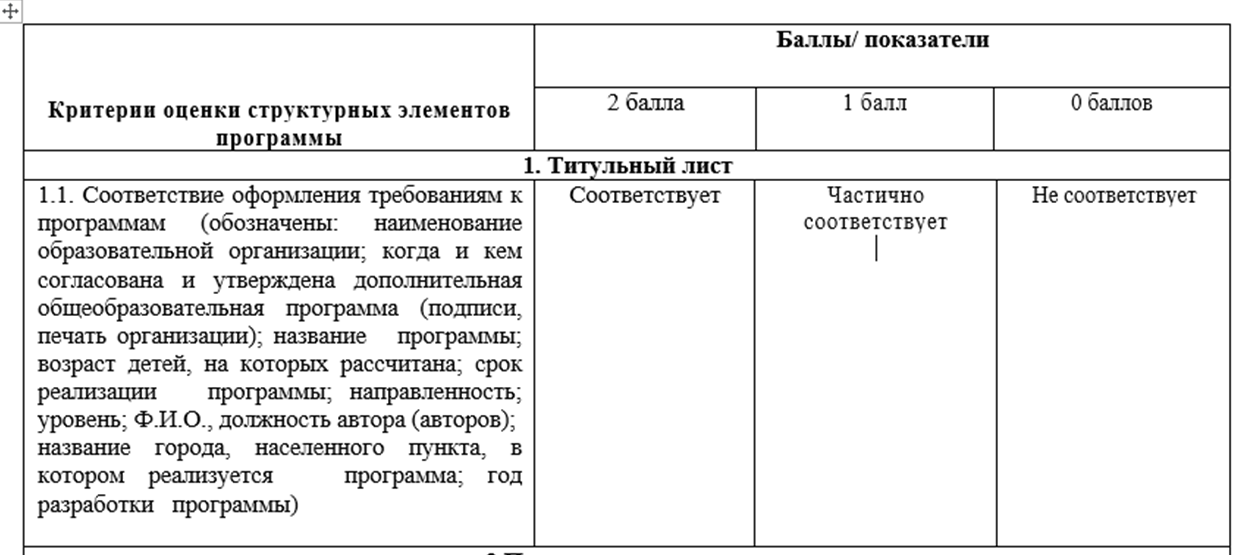 Критерии оценки структурных элементов
программы
Баллы/ показатели
2 балла
1 балл
0 баллов
1. Титульный лист
1.1. Соответствие оформления требованиям к
программам (обозначены: наименование
образовательной организации; когда и кем
согласована и утверждена дополнительная
общеобразовательная программа (подписи,
печать организации); название программы;
возраст детей, на которых рассчитана; срок
реализации программы; направленность;
уровень; Ф.И.О., должность автора (авторов);
название города, населенного пункта, в
котором реализуется программа; год
разработки программы)
Соответствует
Частично
соответствует
Не соответствует